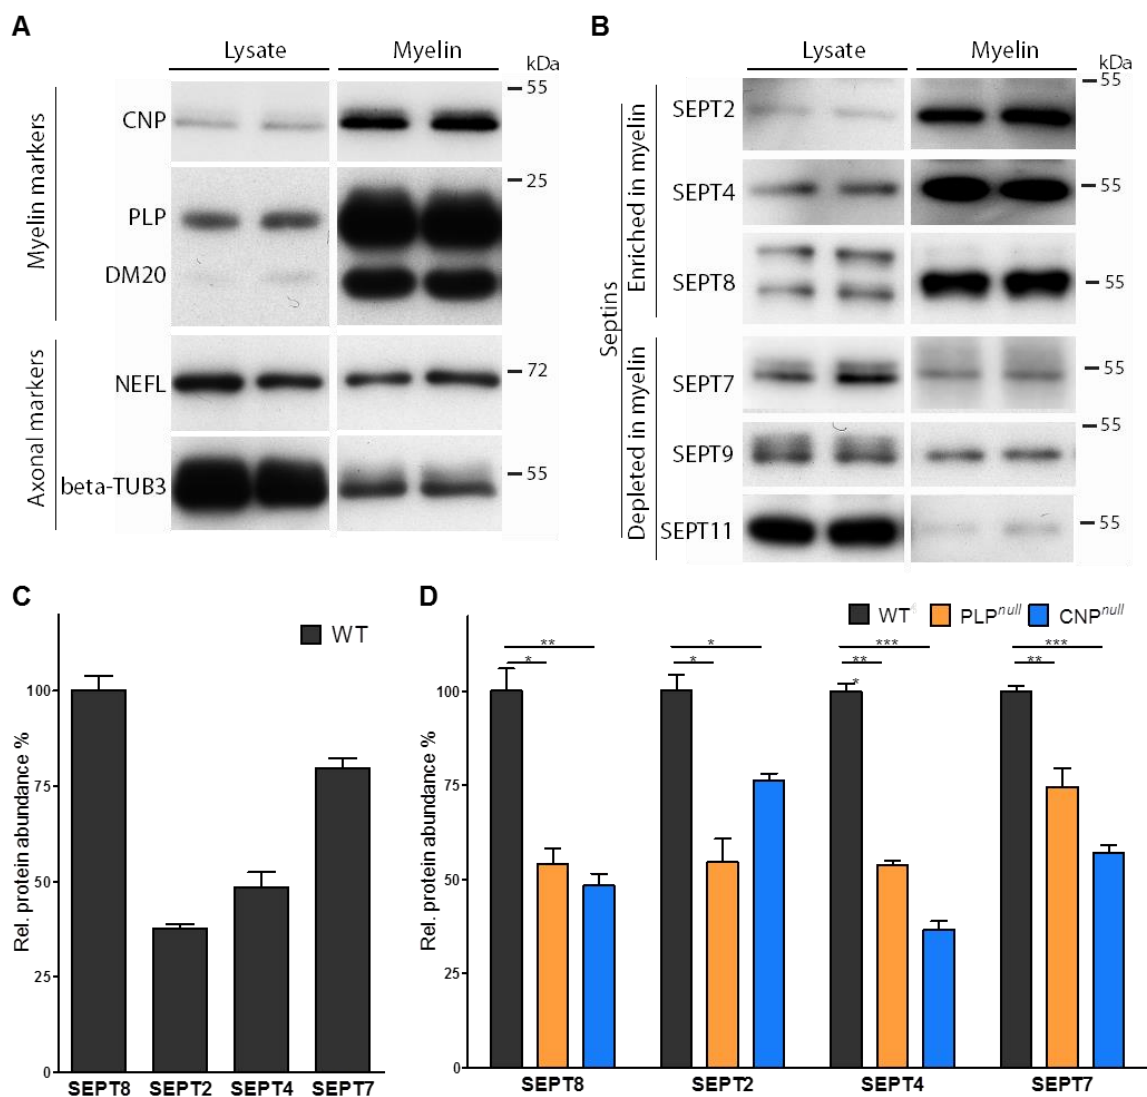 A
Lysate
Myelin
kDa
Myelin markers
CNP
55
PLP
25
DM20
Axonal markers
NEFL
72
beta-TUB3
55
B
Lysate
Myelin
kDa
Septins
Enriched in myelin
SEPT2
55
SEPT4
55
SEPT8
55
Depleted in myelin
SEPT7
55
SEPT9
55
SEPT11
55
C
WT
Rel. protein abundance %
100
75
50
25
0
SEPT8 SEPT2 SEPT4 SEPT7
D
WT PLPnull CNPnull
** * *** ***
* * ** **
*
Rel. protein abundance %
100
75
50
25
0
SEPT8 SEPT2 SEPT4 SEPT7